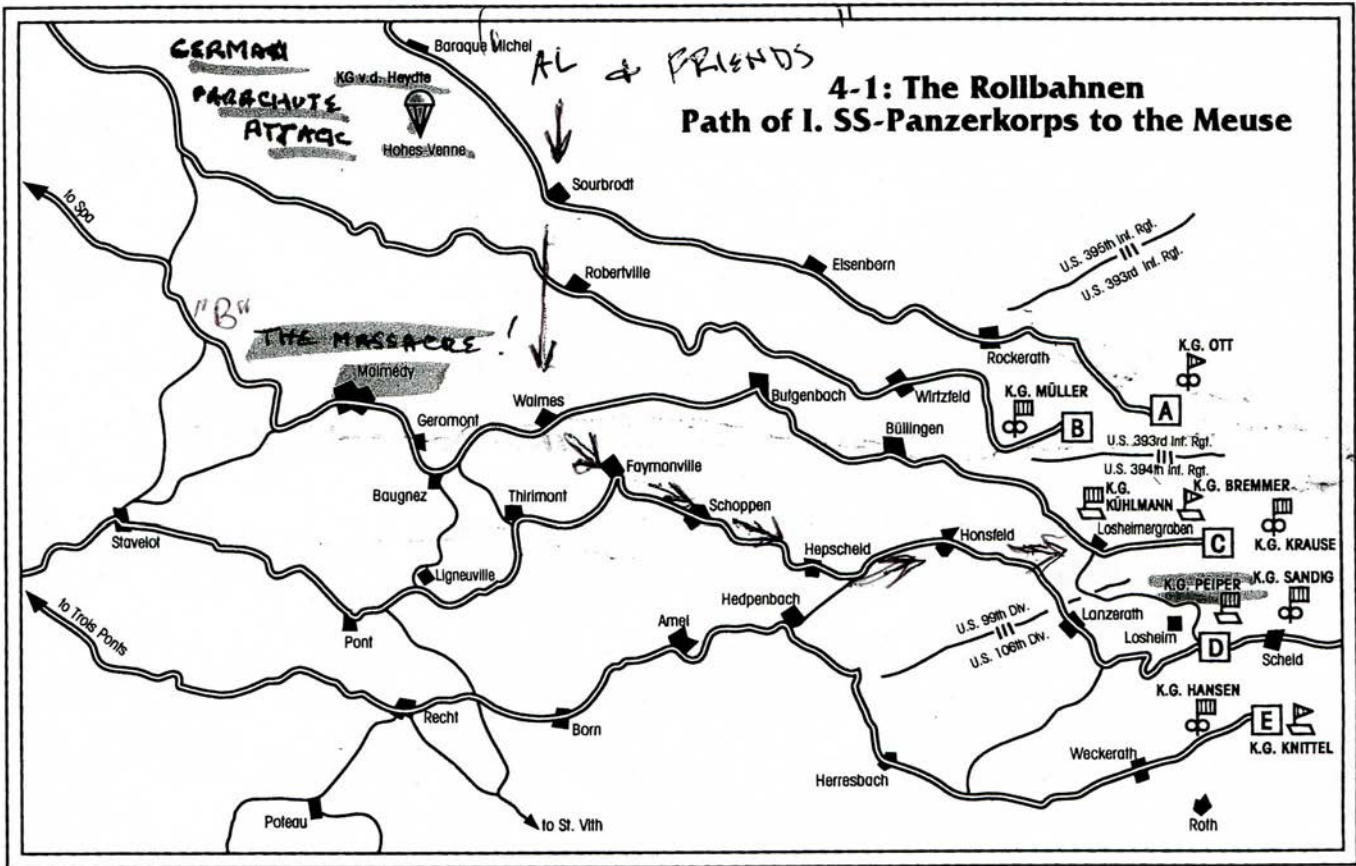 " "
AL & FRIENDS
GERMAN
PARACHUTE
ATTACK
Baraque Michel
KG v.d. Heydte
Hohes-Venne
4-1: The Rollbahnen
Path of I. SS-Panzerkorps to the Meuse
Sourbrodt
to Spa
Robertville
Elsenborn
U.S. 395th Inf. Rgt.
U.S. 393rd Inf. Rgt.
"B"
THE MASSACRE!
Malmedy
Rockerath
K.G. OTT
A
Geromont
Waimes
Butgenbach
Wirtzfeld
K.G. MÜLLER
B
Büllingen
U.S. 393rd Inf. Rgt.
U.S. 394th Inf. Rgt.
Baugnez
Faymonville
Thirimont
Schoppen
K.G. KÜHLMANN
K.G. BREMMER
Stavelot
Honsfeld
Losheimergraben
C
K.G. KRAUSE
Ligneuville
Hepscheid
K.G. PEIPER
K.G. SANDIG
to Trois Ponts
Pont
Amel
Hedpenbach
U.S. 99th Div.
U.S. 106th Div.
Lanzerath
Losheim
D
Scheid
Recht
Born
K.G. HANSEN
E
K.G. KNITTEL
Herresbach
Weckerath
Poteau
to St. Vith
Roth